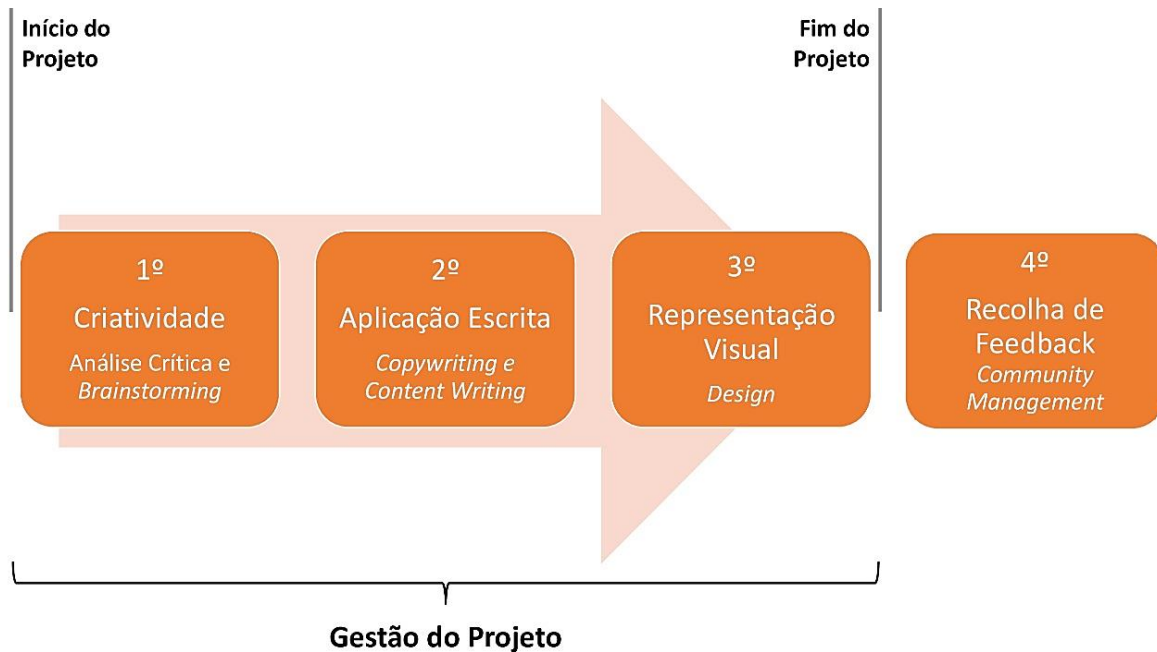 Início do
Projeto
Fim do
Projeto
1º
Criatividade
Análise Crítica e
Brainstorming
2º
Aplicação Escrita
Copywriting e
Content Writing
3º
Representação
Visual
Design
4º
Recolha de
Feedback
Community
Management
Gestão do Projeto